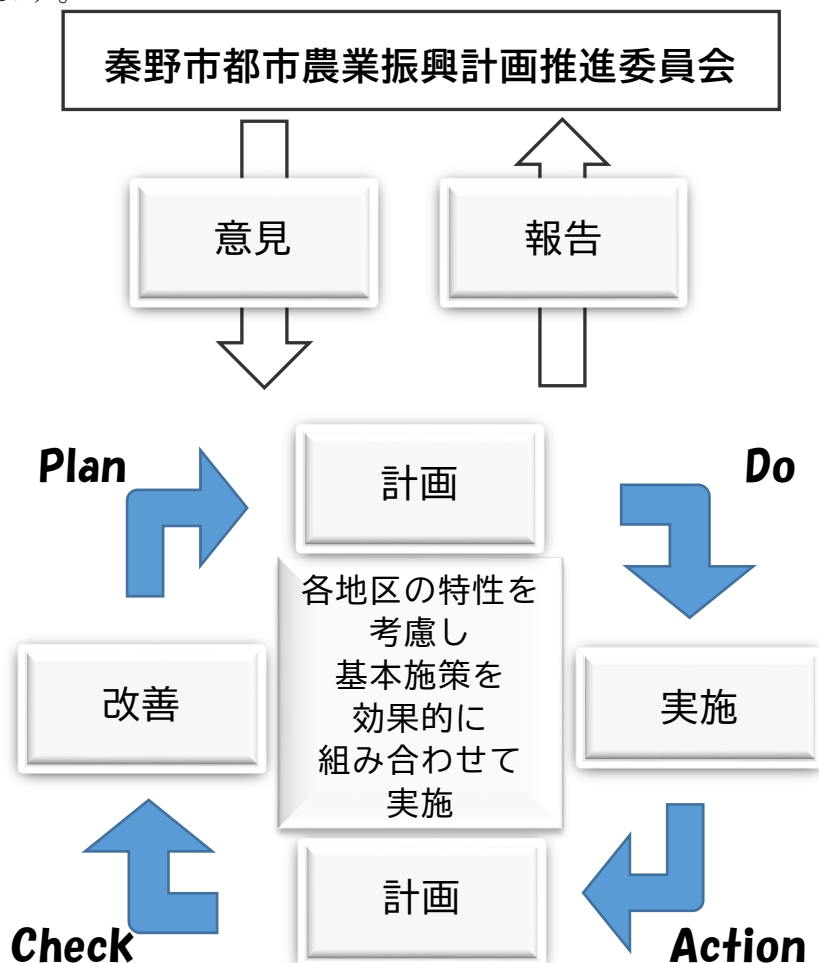 秦野市都市農業振興計画推進委員会
意見
報告
Plan
計画
Do
各地区の特性を
考慮し
基本施策を
効果的に
組み合わせて
実施
改善
実施
計画
Check
Action